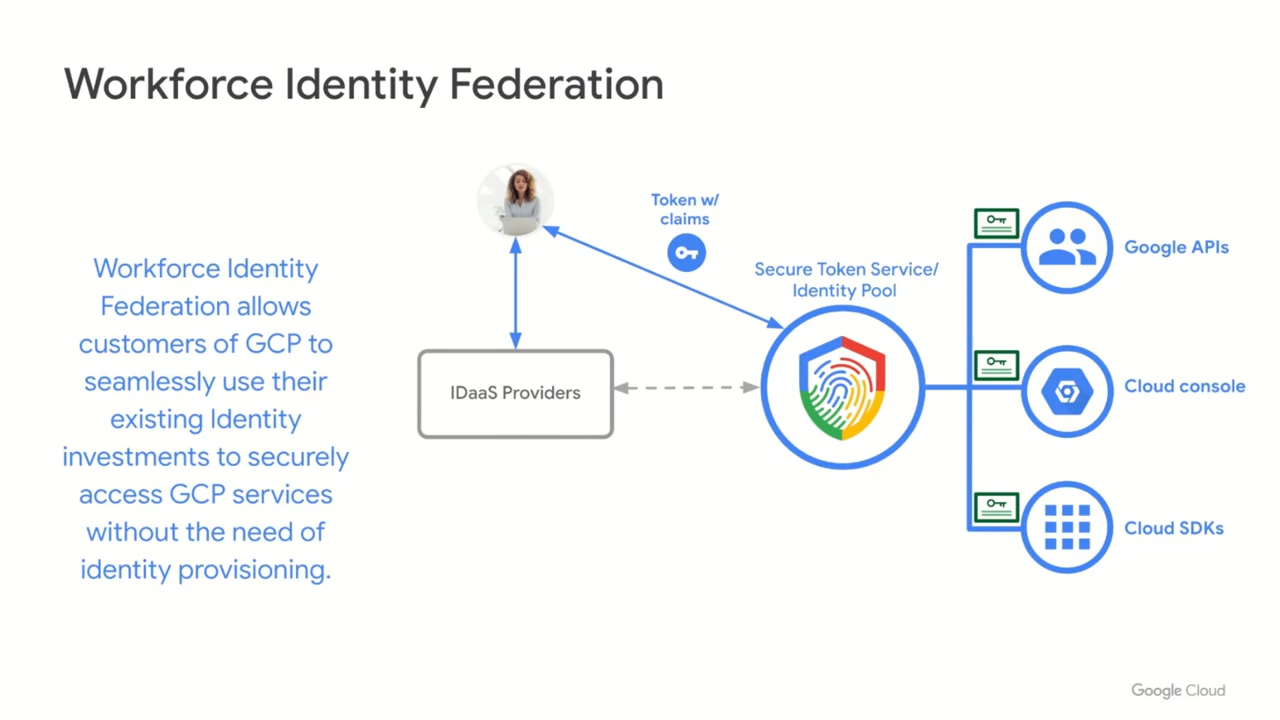 Workforce Identity Federation
Workforce Identity
Federation allows
customers of GCP to
seamlessly use their
existing Identity
investments to securely
access GCP services
without the need of
identity provisioning.
Token w/
claims
Secure Token Service/
Identity Pool
IDaaS Providers
Google APIs
Cloud console
Cloud SDKs
Google Cloud